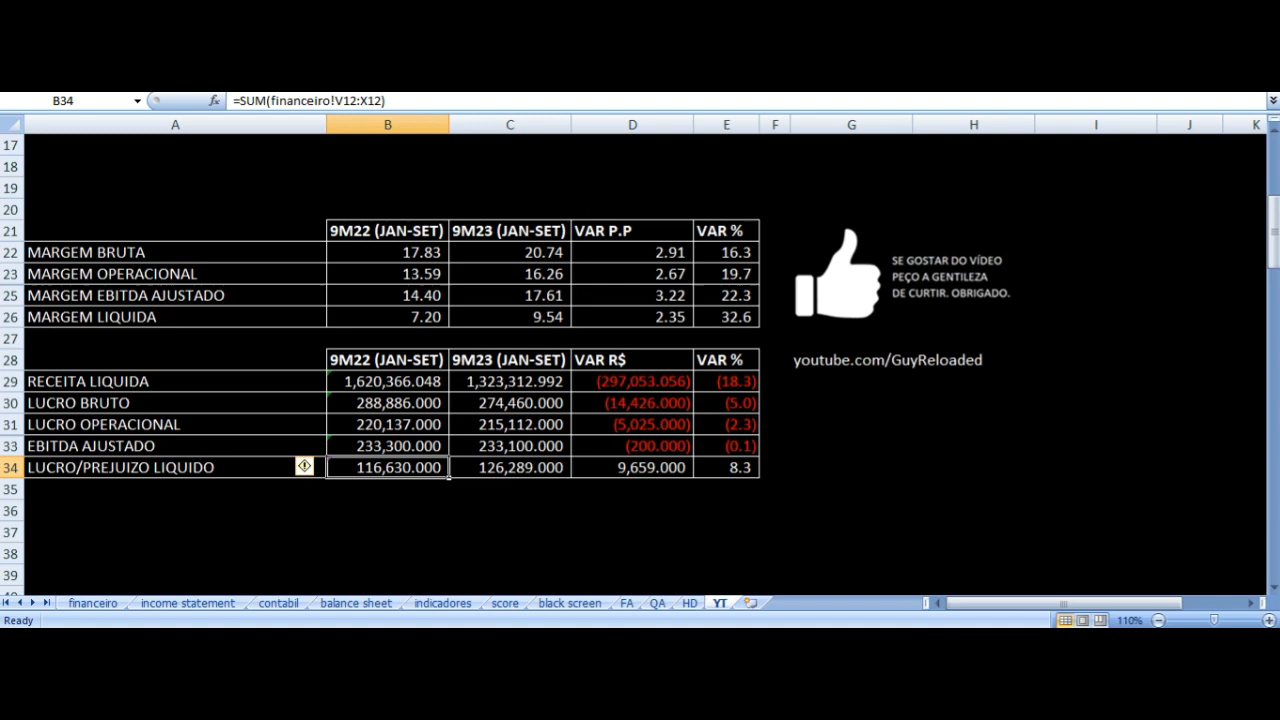 B34 fx =SUM(financeiro!V12:X12)
A B C D E F G H I J K
17
18
19
20
21 9M22 (JAN-SET) 9M23 (JAN-SET) VAR P.P VAR %
22 MARGEM BRUTA 17.83 20.74 2.91 16.3
23 MARGEM OPERACIONAL 13.59 16.26 2.67 19.7
25 MARGEM EBITDA AJUSTADO 14.40 17.61 3.22 22.3
26 MARGEM LIQUIDA 7.20 9.54 2.35 32.6
SE GOSTAR DO VÍDEO
PEÇO A GENTILEZA
DE CURTIR. OBRIGADO.
27
28 9M22 (JAN-SET) 9M23 (JAN-SET) VAR R$ VAR %
youtube.com/GuyReloaded
29 RECEITA LIQUIDA 1,620,366.048 1,323,312.992 (297,053.056) (18.3)
30 LUCRO BRUTO 288,886.000 274,460.000 (14,426.000) (5.0)
31 LUCRO OPERACIONAL 220,137.000 215,112.000 (5,025.000) (2.3)
33 EBITDA AJUSTADO 233,300.000 233,100.000 (200.000) (0.1)
34 LUCRO/PREJUIZO LIQUIDO 116,630.000 126,289.000 9,659.000 8.3
35
36
37
38
39
financeiro income statement contabil balance sheet indicadores score black screen FA QA HD YT
Ready 110%